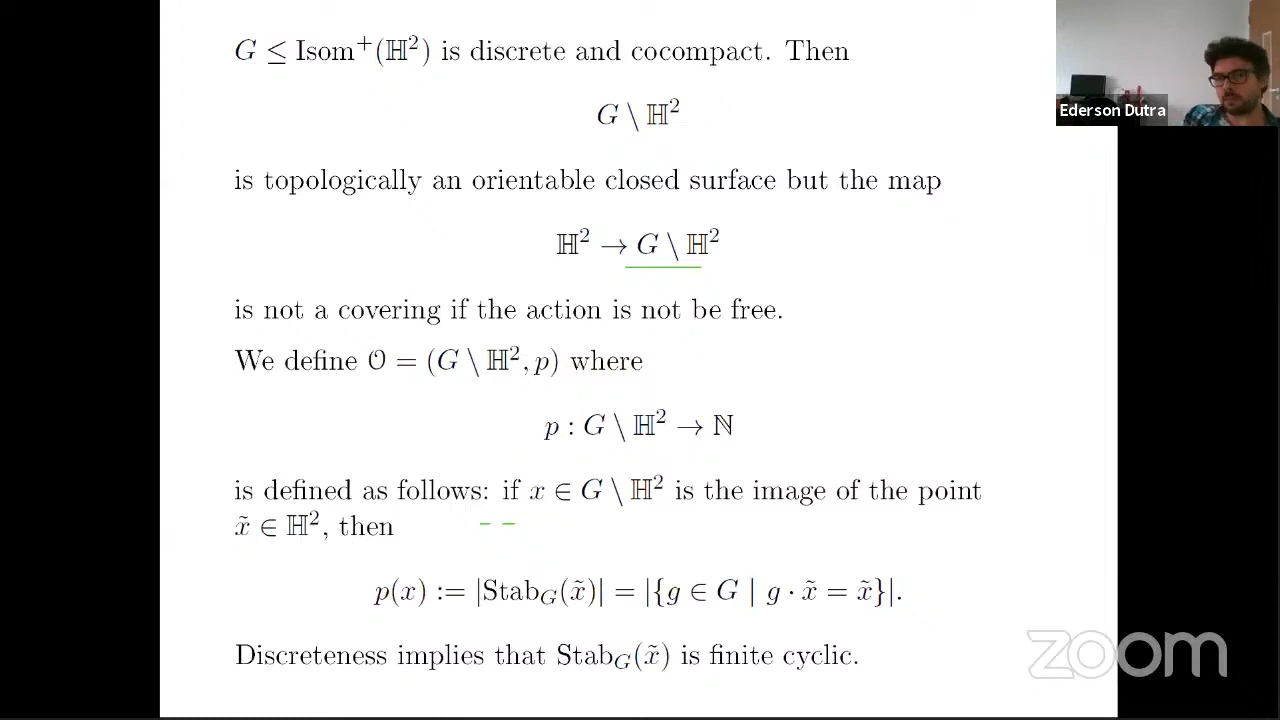 G ≤ Isom⁺(ℍ²) is discrete and cocompact. Then
G \ ℍ²
is topologically an orientable closed surface but the map
ℍ² → G \ ℍ²
is not a covering if the action is not be free.
We define 𝒪 = (G \ ℍ², p) where
p : G \ ℍ² → ℕ
is defined as follows: if x ∈ G \ ℍ² is the image of the point
x̃ ∈ ℍ², then
p(x) := |Stab_G(x̃)| = |{g ∈ G | g · x̃ = x̃}|.
Discreteness implies that Stab_G(x̃) is finite cyclic.
Ederson Dutra
zoom